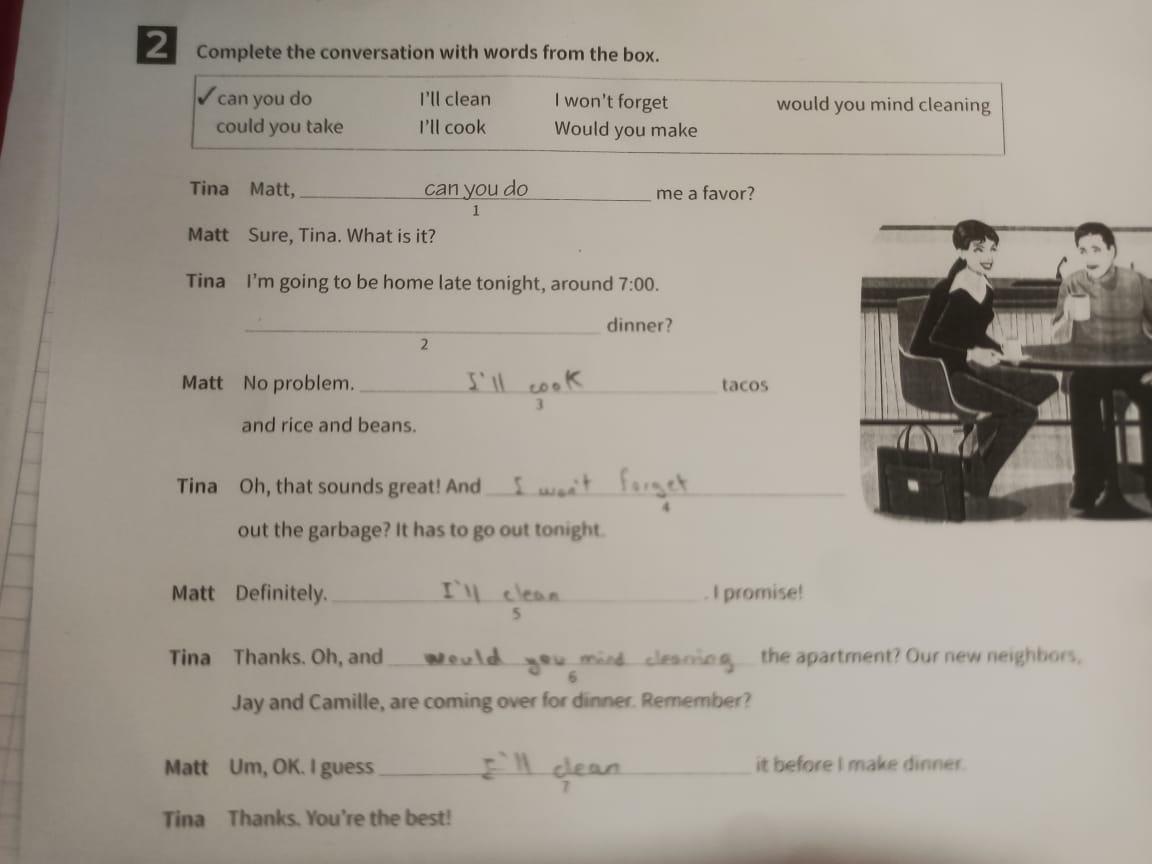 2 Complete the conversation with words from the box.
✓can you do I'll clean I won't forget would you mind cleaning
could you take I'll cook Would you make
Tina Matt, can you do me a favor?
1
Matt Sure, Tina. What is it?
Tina I'm going to be home late tonight, around 7:00.
dinner?
2
Matt No problem. I'll cook tacos
3
and rice and beans.
Tina Oh, that sounds great! And I won't forget
4
out the garbage? It has to go out tonight.
Matt Definitely. I'll clean . I promise!
5
Tina Thanks. Oh, and would you mind cleaning the apartment? Our new neighbors,
6
Jay and Camille, are coming over for dinner. Remember?
Matt Um, OK. I guess I'll clean it before I make dinner.
7
Tina Thanks. You're the best!